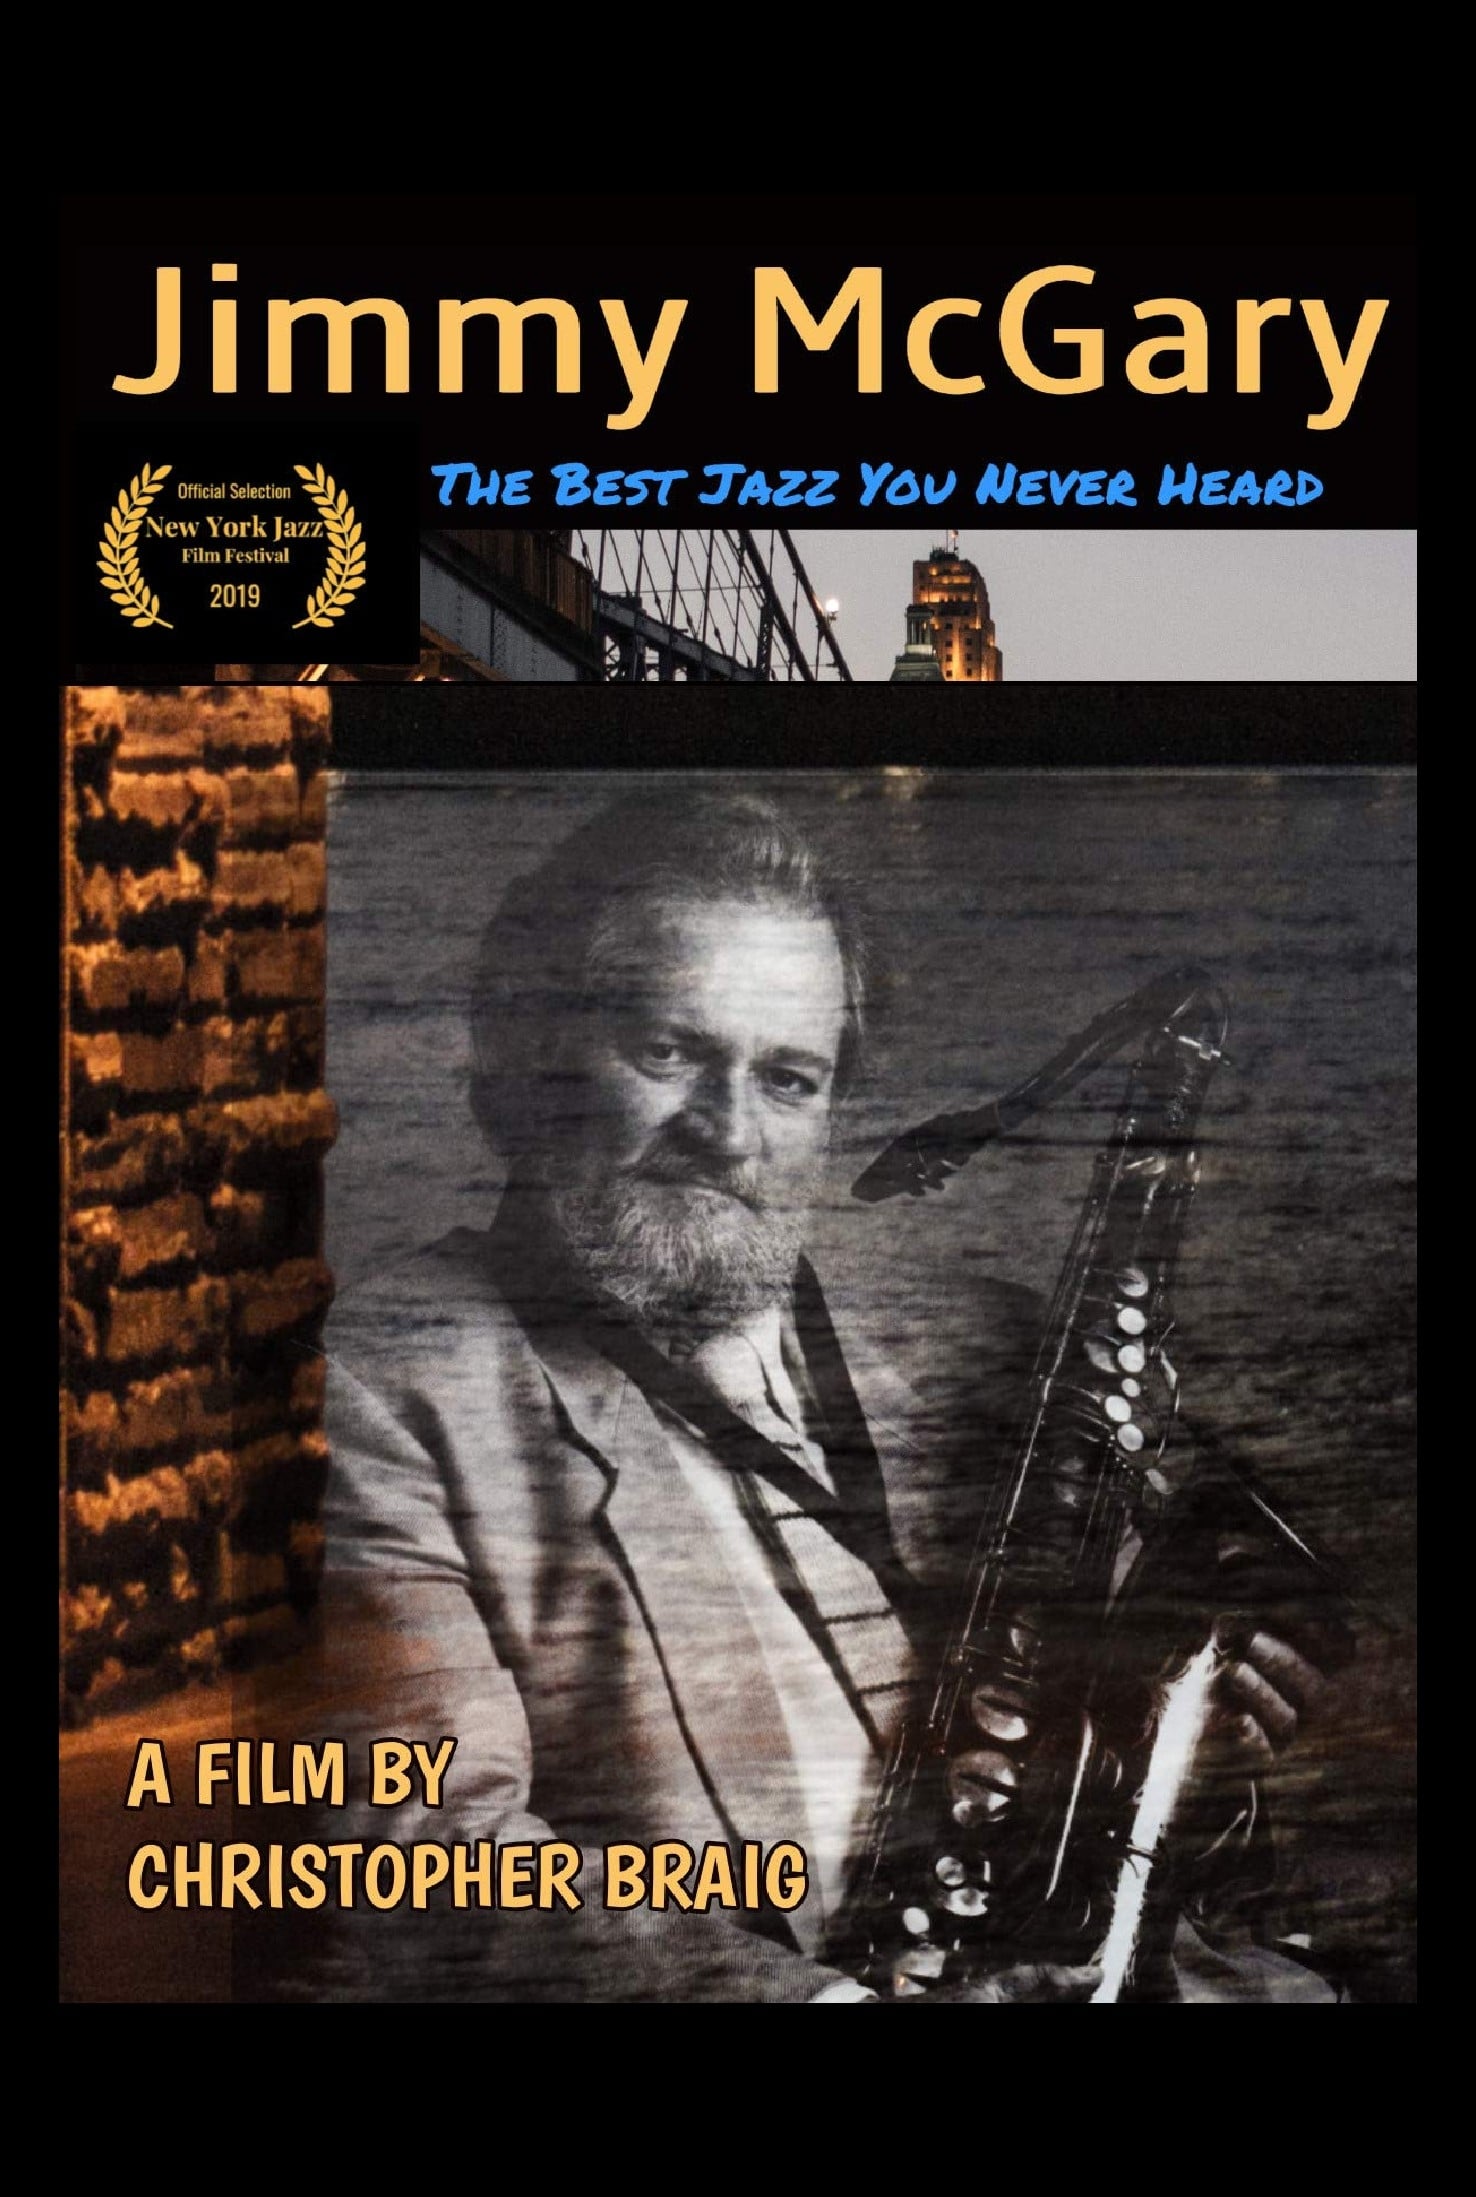 Jimmy McGary
The Best Jazz You Never Heard
Official Selection
New York Jazz
Film Festival
2019
A FILM BY
CHRISTOPHER BRAIG